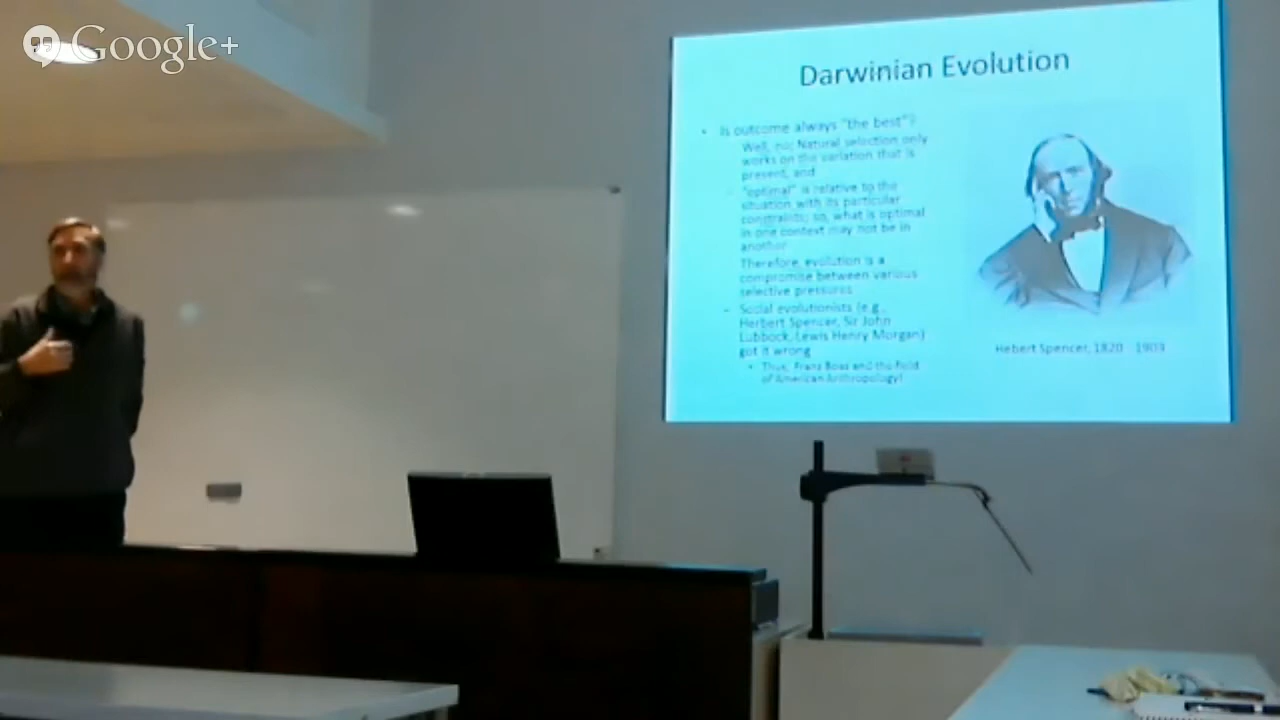 Google+
Darwinian Evolution
• Is outcome always "the best"?
Well, no: Natural selection only
works on the variation that is
present, and
- "optimal" is relative to the
situation with its particular
constraints; so, what is optimal
in one context may not be in
another
Therefore, evolution is a
compromise between various
selective pressures
- Social evolutionists (e.g.,
Herbert Spencer, Sir John
Lubbock, Lewis Henry Morgan)
got it wrong
• Thus, Franz Boas and the field
of American Anthropology!
Hebert Spencer, 1820 - 1903